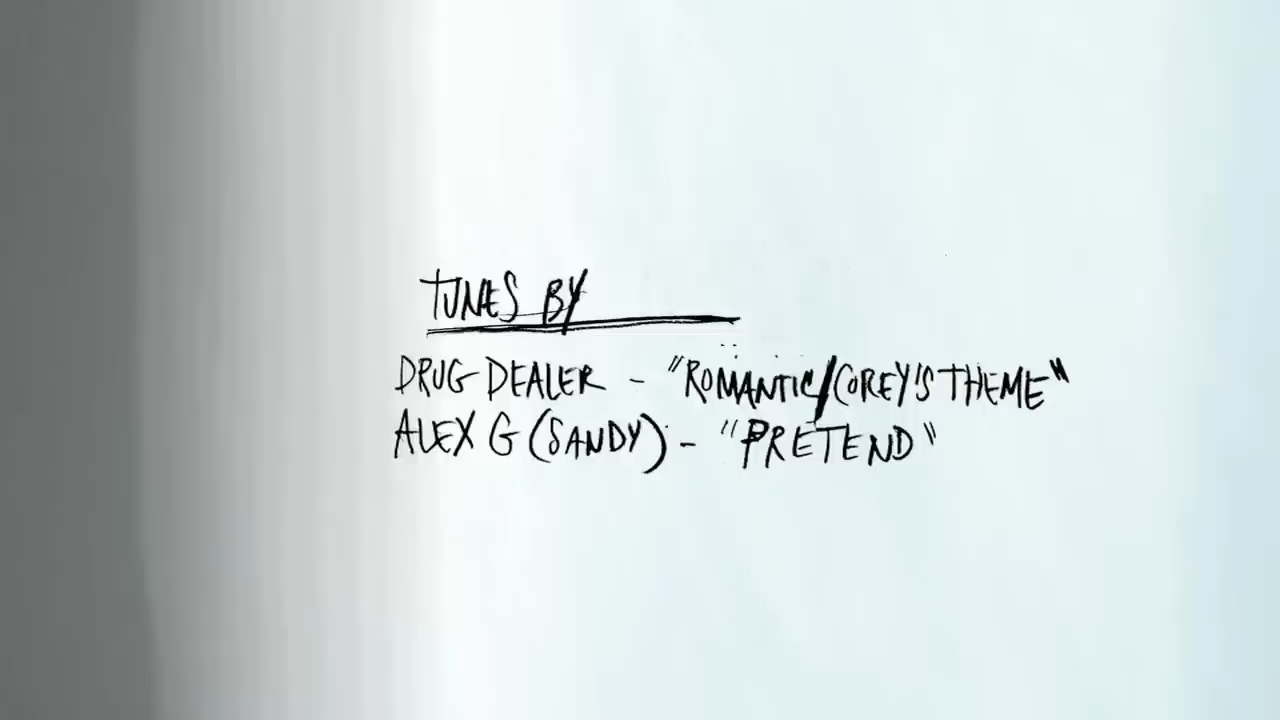 TUNES BY
DRUG DEALER - "ROMANTIC/COREY'S THEME"
ALEX G (SANDY) - "PRETEND"